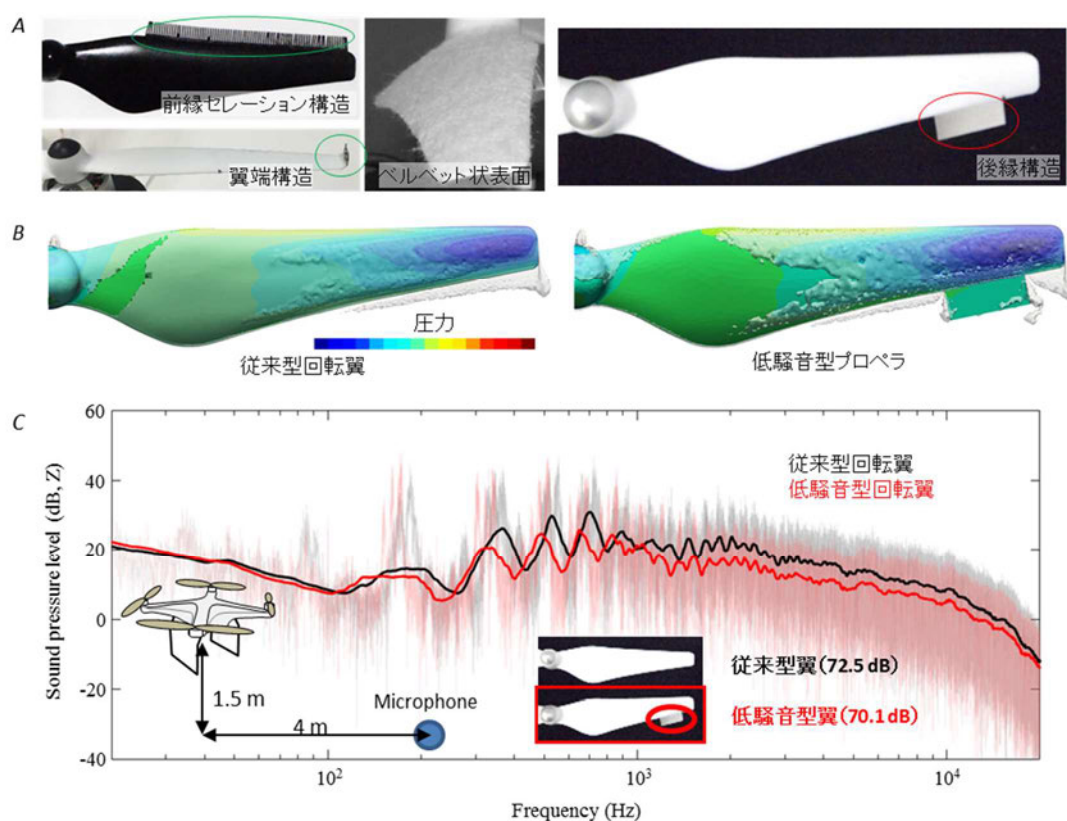 A
前縁セレーション構造
翼端構造
ベルベット状表面
後縁構造
B
圧力
従来型回転翼
低騒音型プロペラ
C
60
40
20
0
-20
-40
Sound pressure level (dB, Z)
従来型回転翼
低騒音型回転翼
1.5 m
4 m
Microphone
従来型翼(72.5 dB)
低騒音型翼(70.1 dB)
10²
10³
10⁴
Frequency (Hz)